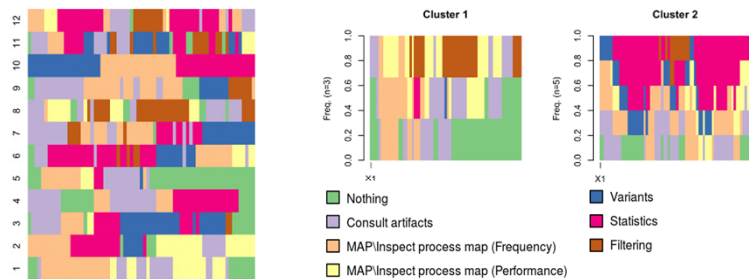 12
11
10
9
8
7
6
5
4
3
2
1
Cluster 1
Freq. (n=3)
1.0
0.8
0.6
0.4
0.2
0.0
X1
Cluster 2
Freq. (n=5)
1.0
0.8
0.6
0.4
0.2
0.0
X1
Nothing
Consult artifacts
MAP\Inspect process map (Frequency)
MAP\Inspect process map (Performance)
Variants
Statistics
Filtering